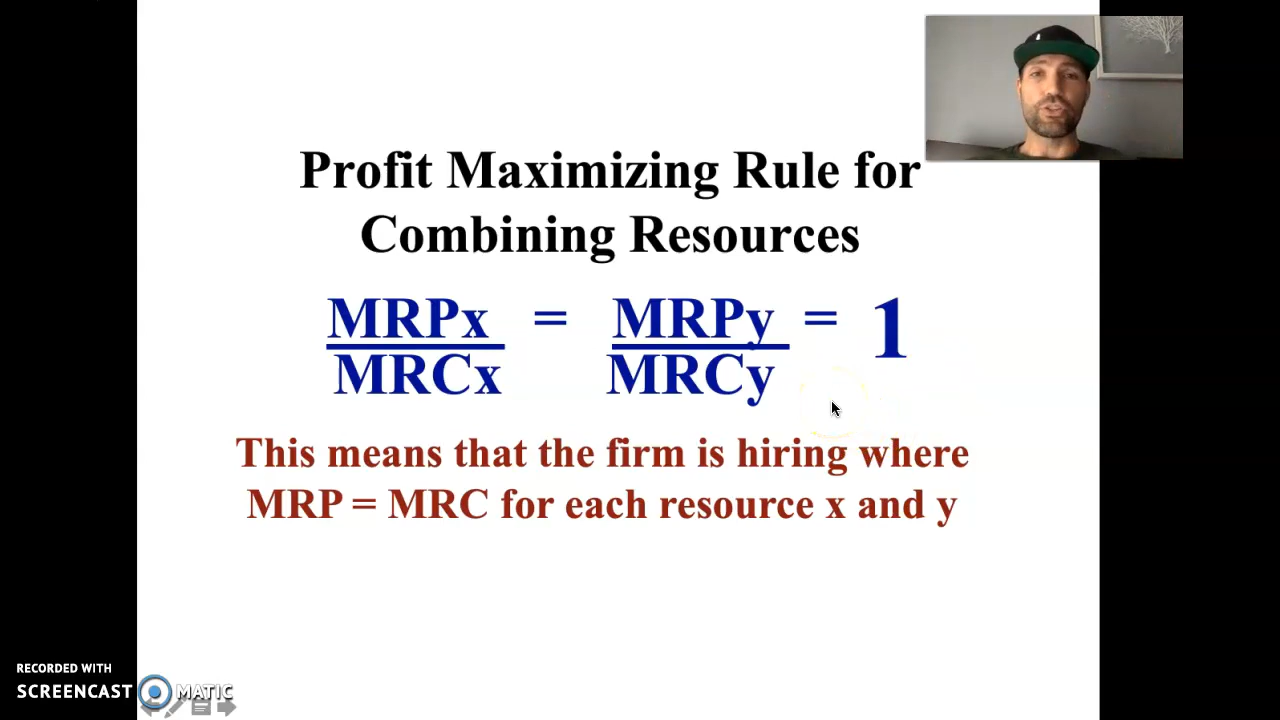 Profit Maximizing Rule for
Combining Resources
MRPx = MRPy = 1
MRCx MRCy
This means that the firm is hiring where
MRP = MRC for each resource x and y
RECORDED WITH
SCREENCAST MATIC